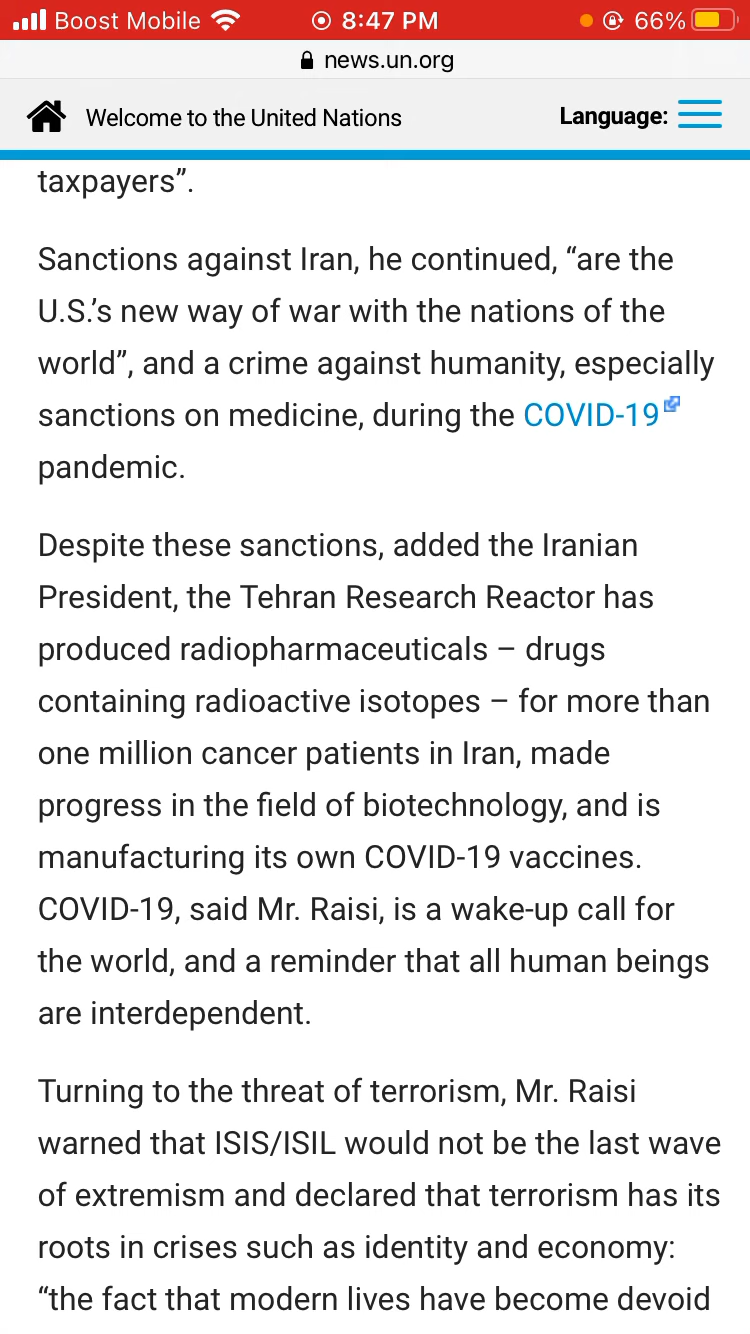 Boost Mobile 8:47 PM 66%
news.un.org
Welcome to the United Nations Language:
taxpayers”.
Sanctions against Iran, he continued, “are the
U.S.’s new way of war with the nations of the
world”, and a crime against humanity, especially
sanctions on medicine, during the COVID-19
pandemic.
Despite these sanctions, added the Iranian
President, the Tehran Research Reactor has
produced radiopharmaceuticals – drugs
containing radioactive isotopes – for more than
one million cancer patients in Iran, made
progress in the field of biotechnology, and is
manufacturing its own COVID-19 vaccines.
COVID-19, said Mr. Raisi, is a wake-up call for
the world, and a reminder that all human beings
are interdependent.
Turning to the threat of terrorism, Mr. Raisi
warned that ISIS/ISIL would not be the last wave
of extremism and declared that terrorism has its
roots in crises such as identity and economy:
“the fact that modern lives have become devoid